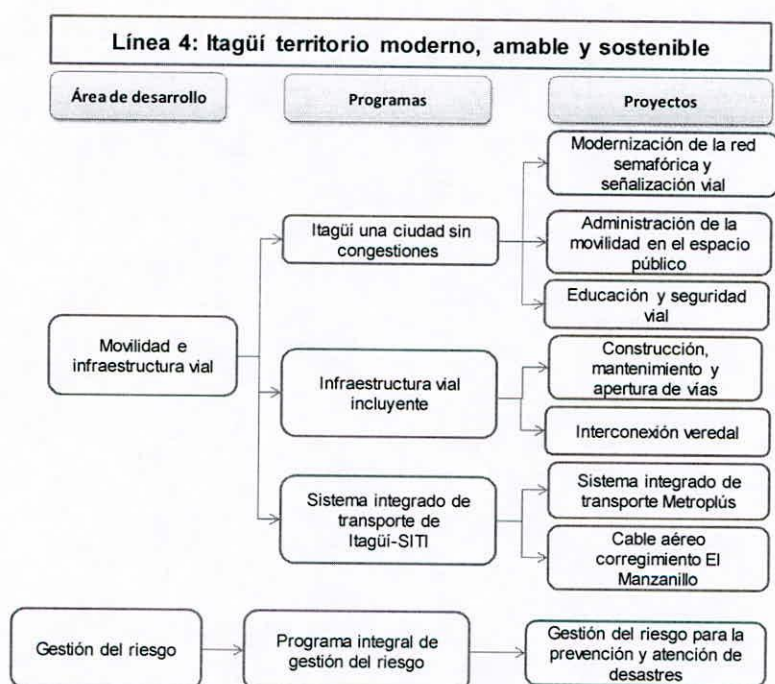 Línea 4: Itagüí territorio moderno, amable y sostenible
Área de desarrollo
Programas
Proyectos
Modernización de la red
semafórica y
señalización vial
Itagüí una ciudad sin
congestiones
Administración de la
movilidad en el espacio
público
Educación y seguridad
vial
Movilidad e
infraestructura vial
Infraestructura vial
incluyente
Construcción,
mantenimiento y
apertura de vías
Interconexión veredal
Sistema integrado de
transporte de
Itagüí-SITI
Sistema integrado de
transporte Metroplús
Cable aéreo
corregimiento El
Manzanillo
Gestión del riesgo
Programa integral de
gestión del riesgo
Gestión del riesgo para la
prevención y atención de
desastres